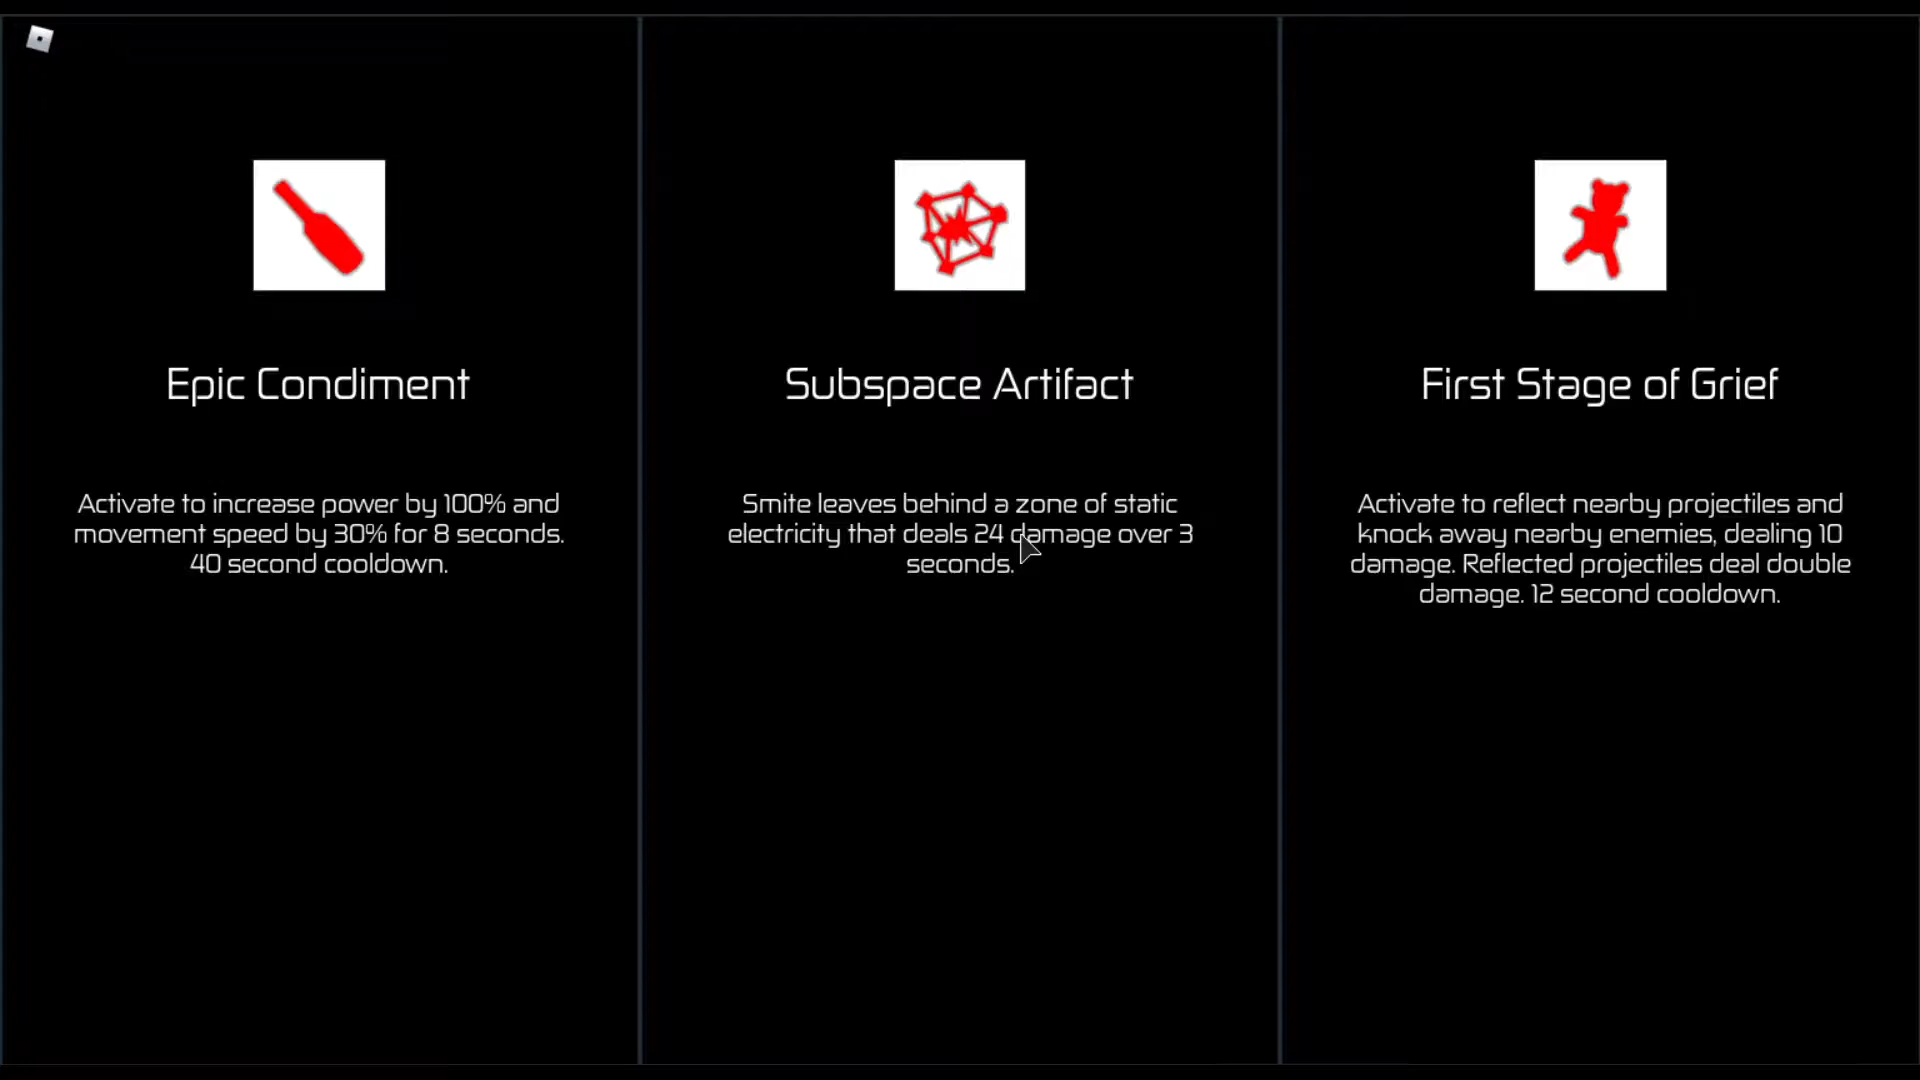 Epic Condiment
Activate to increase power by 100% and
movement speed by 30% for 8 seconds.
40 second cooldown.
Subspace Artifact
Smite leaves behind a zone of static
electricity that deals 24 damage over 3
seconds.
First Stage of Grief
Activate to reflect nearby projectiles and
knock away nearby enemies, dealing 10
damage. Reflected projectiles deal double
damage. 12 second cooldown.